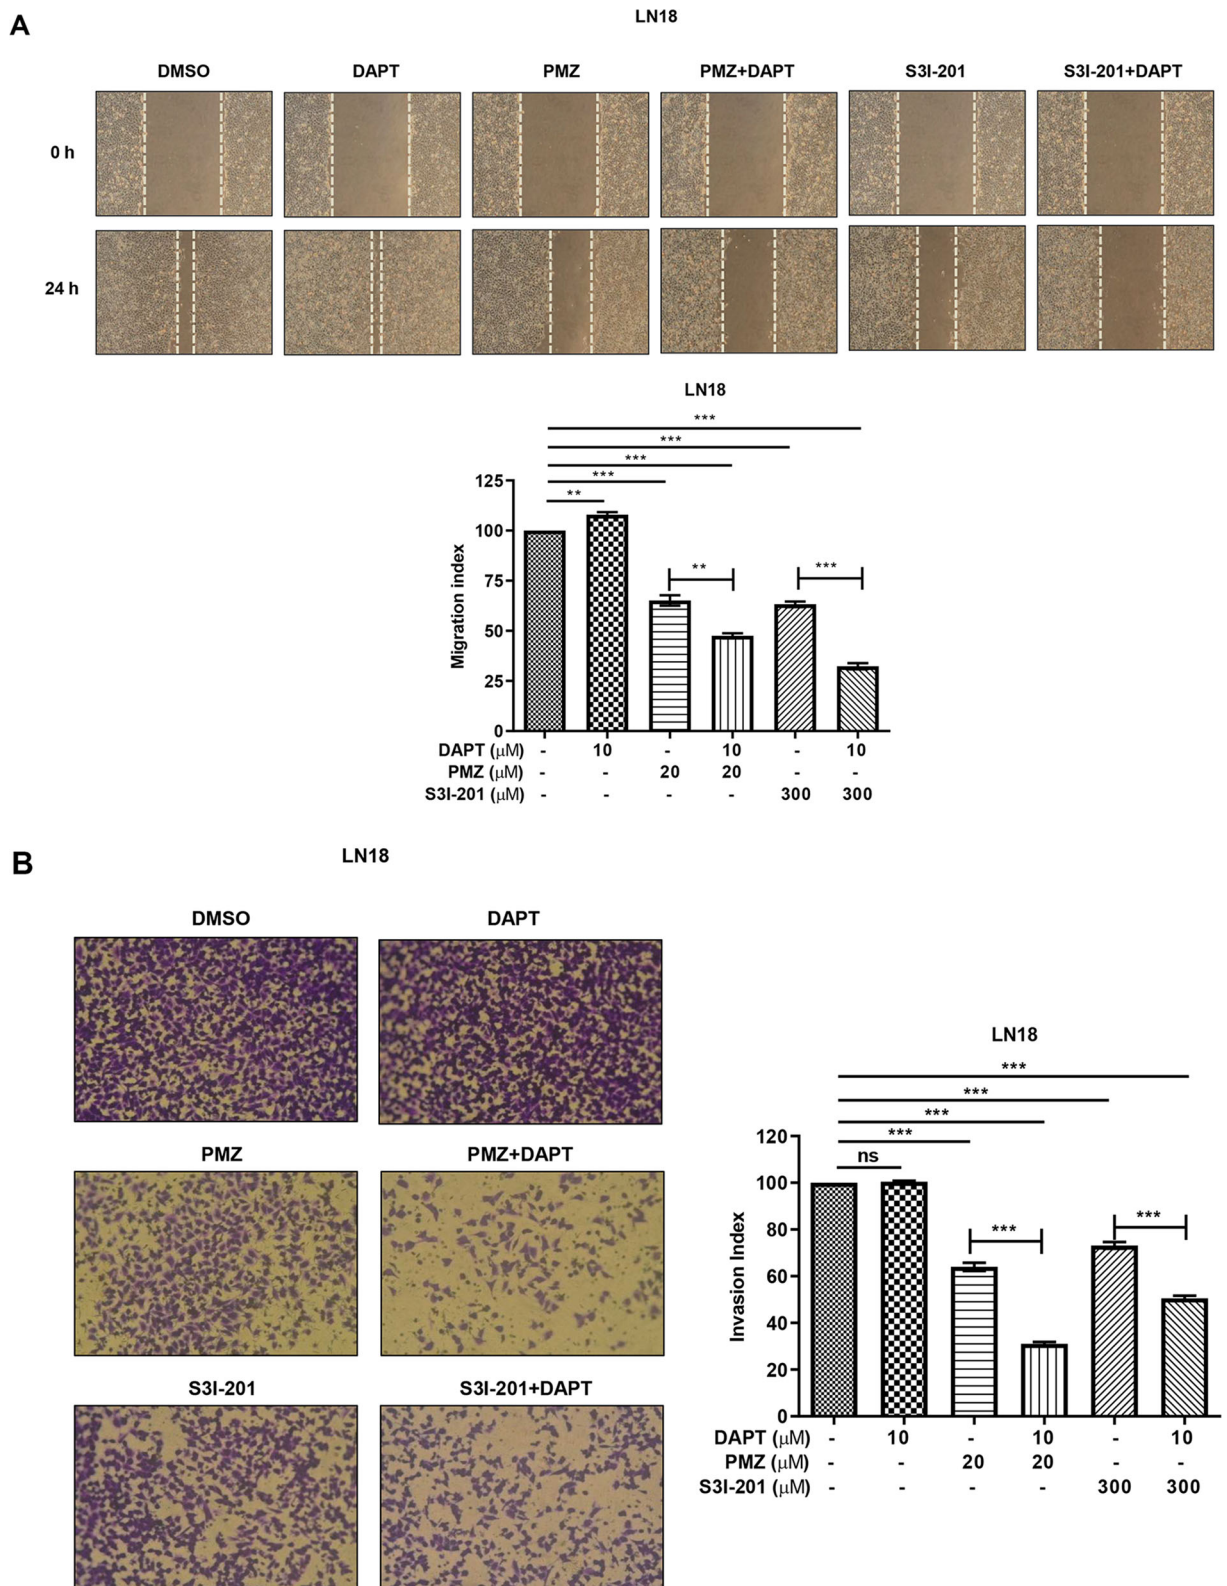 A
LN18
DMSO DAPT PMZ PMZ+DAPT S3I-201 S3I-201+DAPT
0 h
24 h
LN18
***
***
***
***
**
** ***
125
100
75
50
25
0
Migration index
DAPT (μM) - 10 - 10 - 10
PMZ (μM) - - 20 20 - -
S3I-201 (μM) - - - - 300 300
B
LN18
DMSO DAPT
PMZ PMZ+DAPT
S3I-201 S3I-201+DAPT
LN18
***
***
***
***
ns
*** ***
120
100
80
60
40
20
0
Invasion Index
DAPT (μM) - 10 - 10 - 10
PMZ (μM) - - 20 20 - -
S3I-201 (μM) - - - - 300 300